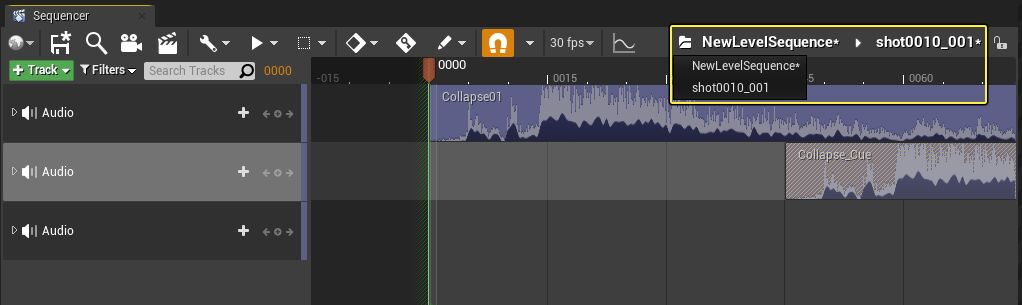 Sequencer
30 fps
NewLevelSequence* shot0010_001*
NewLevelSequence*
shot0010_001
+ Track
Filters
Search Tracks
0000
-015
0000
0015
0060
Audio
Collapse01
Audio
Collapse_Cue
Audio